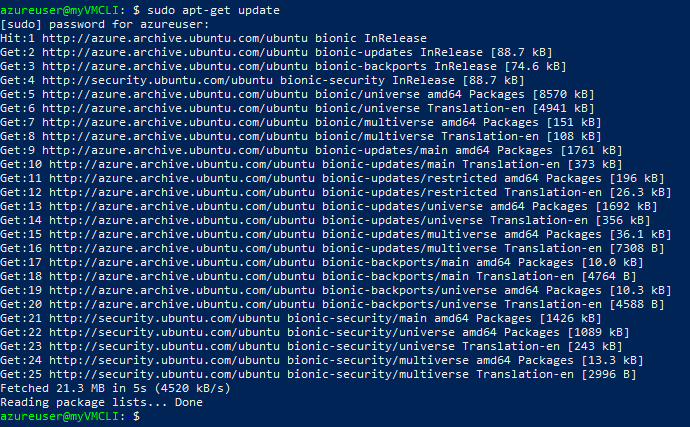 azureuser@myVMCLI: $ sudo apt-get update
[sudo] password for azureuser:
Hit:1 http://azure.archive.ubuntu.com/ubuntu bionic InRelease
Get:2 http://azure.archive.ubuntu.com/ubuntu bionic-updates InRelease [88.7 kB]
Get:3 http://azure.archive.ubuntu.com/ubuntu bionic-backports InRelease [74.6 kB]
Get:4 http://security.ubuntu.com/ubuntu bionic-security InRelease [88.7 kB]
Get:5 http://azure.archive.ubuntu.com/ubuntu bionic/universe amd64 Packages [8570 kB]
Get:6 http://azure.archive.ubuntu.com/ubuntu bionic/universe Translation-en [4941 kB]
Get:7 http://azure.archive.ubuntu.com/ubuntu bionic/multiverse amd64 Packages [151 kB]
Get:8 http://azure.archive.ubuntu.com/ubuntu bionic/multiverse Translation-en [108 kB]
Get:9 http://azure.archive.ubuntu.com/ubuntu bionic-updates/main amd64 Packages [1761 kB]
Get:10 http://azure.archive.ubuntu.com/ubuntu bionic-updates/main Translation-en [373 kB]
Get:11 http://azure.archive.ubuntu.com/ubuntu bionic-updates/restricted amd64 Packages [196 kB]
Get:12 http://azure.archive.ubuntu.com/ubuntu bionic-updates/restricted Translation-en [26.3 kB]
Get:13 http://azure.archive.ubuntu.com/ubuntu bionic-updates/universe amd64 Packages [1692 kB]
Get:14 http://azure.archive.ubuntu.com/ubuntu bionic-updates/universe Translation-en [356 kB]
Get:15 http://azure.archive.ubuntu.com/ubuntu bionic-updates/multiverse amd64 Packages [36.1 kB]
Get:16 http://azure.archive.ubuntu.com/ubuntu bionic-updates/multiverse Translation-en [7308 B]
Get:17 http://azure.archive.ubuntu.com/ubuntu bionic-backports/main amd64 Packages [10.0 kB]
Get:18 http://azure.archive.ubuntu.com/ubuntu bionic-backports/main Translation-en [4764 B]
Get:19 http://azure.archive.ubuntu.com/ubuntu bionic-backports/universe amd64 Packages [10.3 kB]
Get:20 http://azure.archive.ubuntu.com/ubuntu bionic-backports/universe Translation-en [4588 B]
Get:21 http://security.ubuntu.com/ubuntu bionic-security/main amd64 Packages [1426 kB]
Get:22 http://security.ubuntu.com/ubuntu bionic-security/universe amd64 Packages [1089 kB]
Get:23 http://security.ubuntu.com/ubuntu bionic-security/universe Translation-en [243 kB]
Get:24 http://security.ubuntu.com/ubuntu bionic-security/multiverse amd64 Packages [13.3 kB]
Get:25 http://security.ubuntu.com/ubuntu bionic-security/multiverse Translation-en [2996 B]
Fetched 21.3 MB in 5s (4520 kB/s)
Reading package lists... Done
azureuser@myVMCLI: $